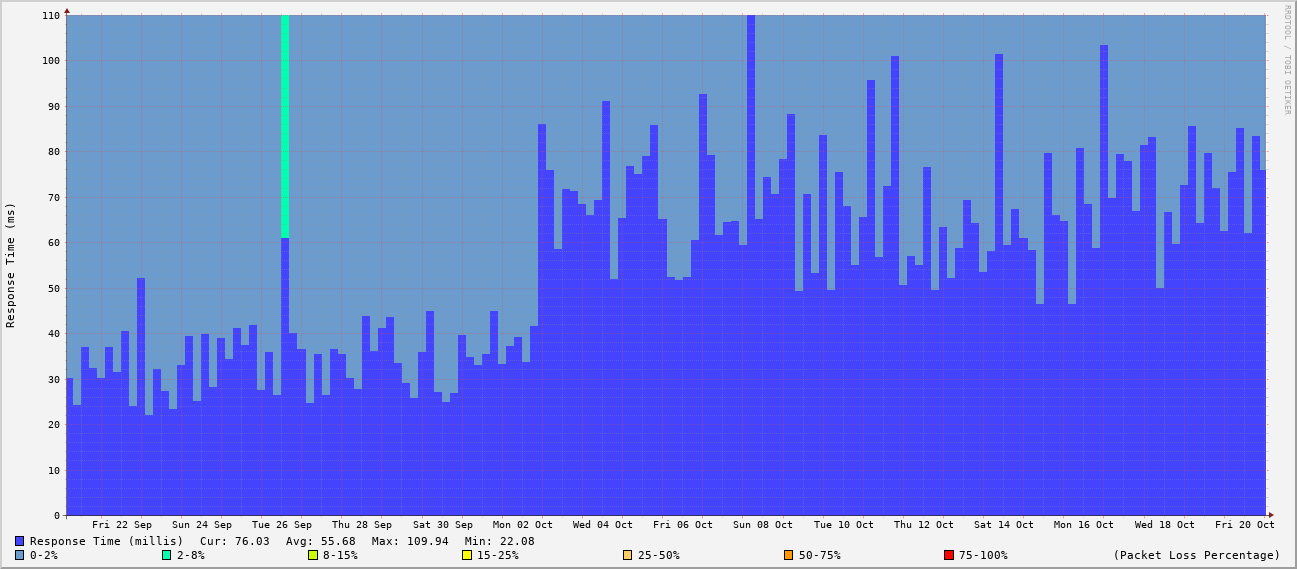 RRDTOOL / TOBI OETIKER
Response Time (ms)
110
100
90
80
70
60
50
40
30
20
10
0
Fri 22 Sep Sun 24 Sep Tue 26 Sep Thu 28 Sep Sat 30 Sep Mon 02 Oct Wed 04 Oct Fri 06 Oct Sun 08 Oct Tue 10 Oct Thu 12 Oct Sat 14 Oct Mon 16 Oct Wed 18 Oct Fri 20 Oct
Response Time (millis) Cur: 76.03 Avg: 55.68 Max: 109.94 Min: 22.08
0-2% 2-8% 8-15% 15-25% 25-50% 50-75% 75-100% (Packet Loss Percentage)